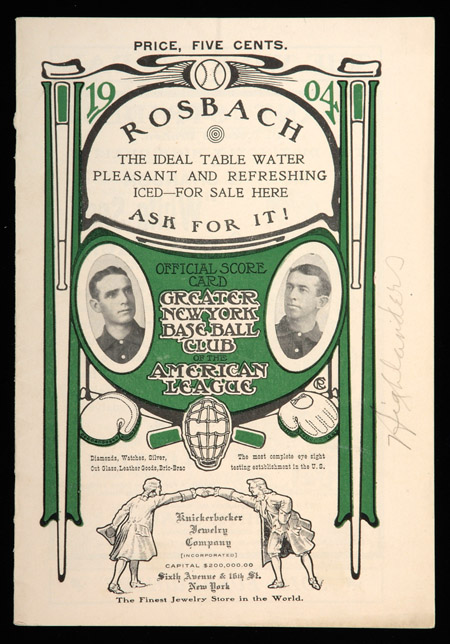 PRICE, FIVE CENTS.
1904
ROSBACH
THE IDEAL TABLE WATER
PLEASANT AND REFRESHING
ICED—FOR SALE HERE
ASK FOR IT!
OFFICIAL SCORE
CARD
GREATER
NEW YORK
BASE BALL
CLUB
OF THE
AMERICAN
LEAGUE
Highlanders
Diamonds, Watches, Silver,
Cut Glass, Leather Goods, Bric-Brac
The most complete eye sight
testing establishment in the U. S.
Knickerbocker
Jewelry
Company
[INCORPORATED]
CAPITAL $200,000.00
Sixth Avenue & 16th St.
New York
The Finest Jewelry Store in the World.